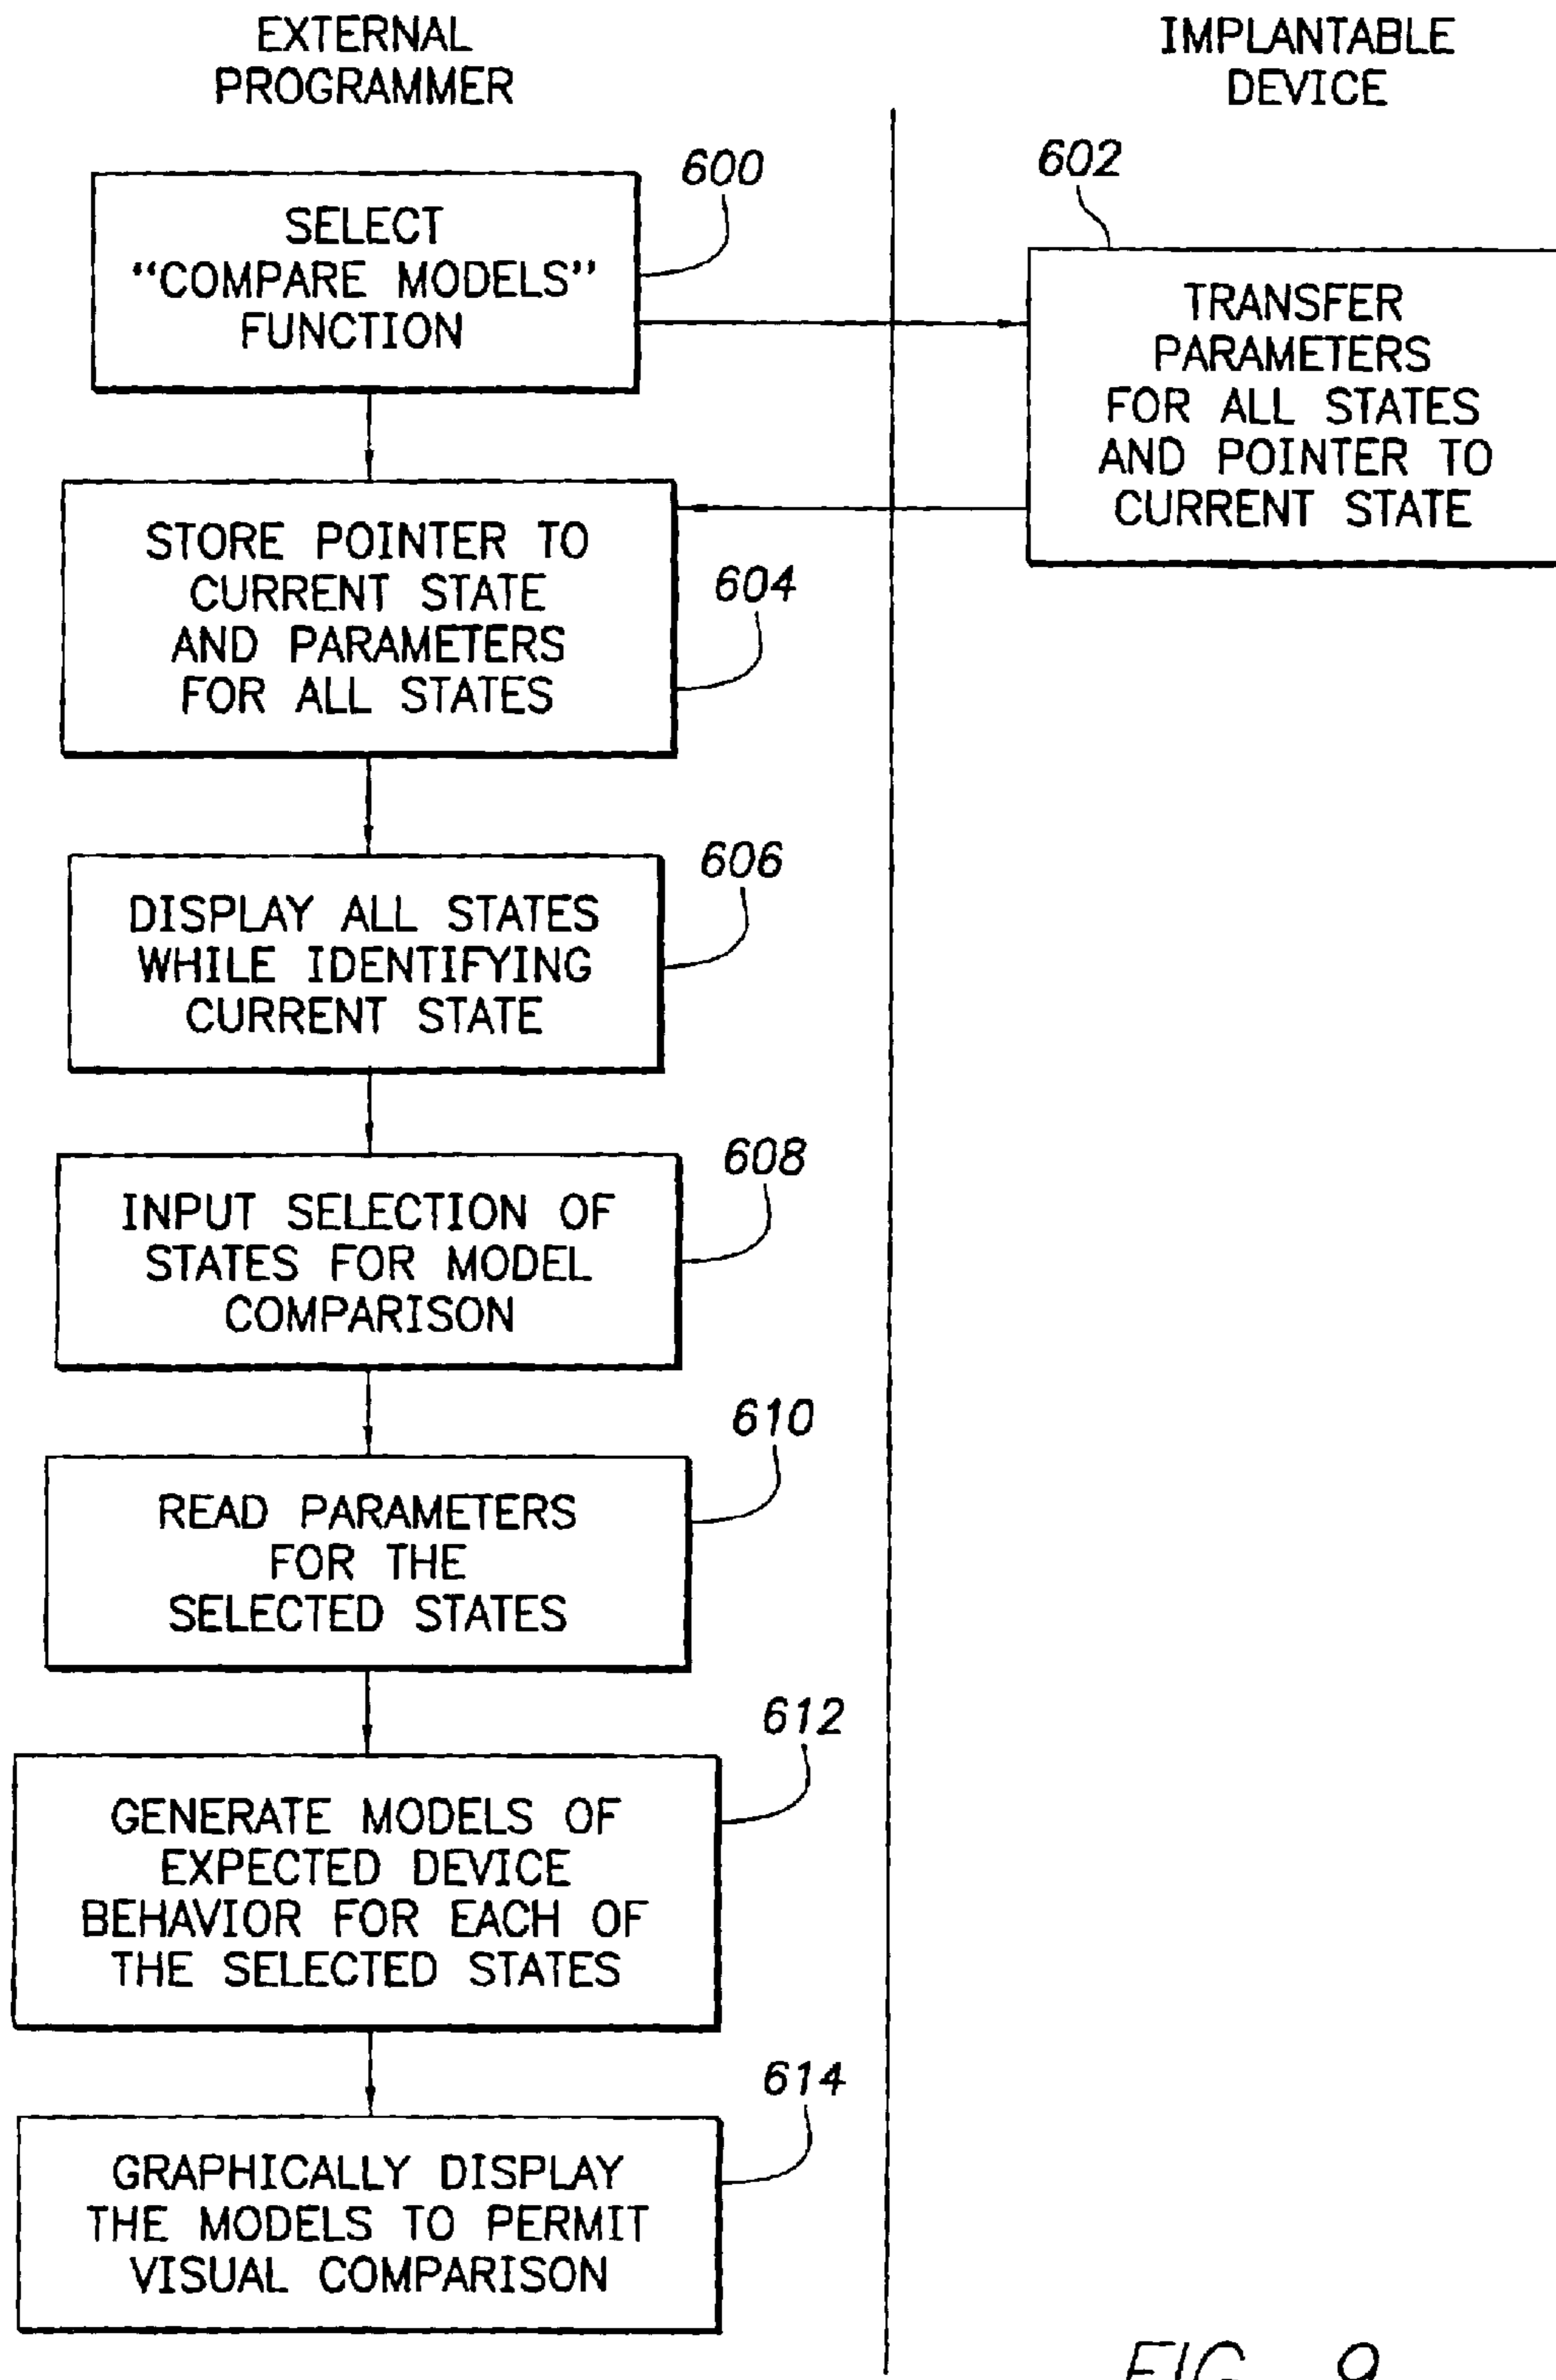 EXTERNAL
PROGRAMMER
IMPLANTABLE
DEVICE
600
SELECT
“COMPARE MODELS”
FUNCTION
602
TRANSFER
PARAMETERS
FOR ALL STATES
AND POINTER TO
CURRENT STATE
STORE POINTER TO
CURRENT STATE
AND PARAMETERS
FOR ALL STATES
604
606
DISPLAY ALL STATES
WHILE IDENTIFYING
CURRENT STATE
608
INPUT SELECTION OF
STATES FOR MODEL
COMPARISON
610
READ PARAMETERS
FOR THE
SELECTED STATES
612
GENERATE MODELS OF
EXPECTED DEVICE
BEHAVIOR FOR EACH OF
THE SELECTED STATES
614
GRAPHICALLY DISPLAY
THE MODELS TO PERMIT
VISUAL COMPARISON
FIG. 9